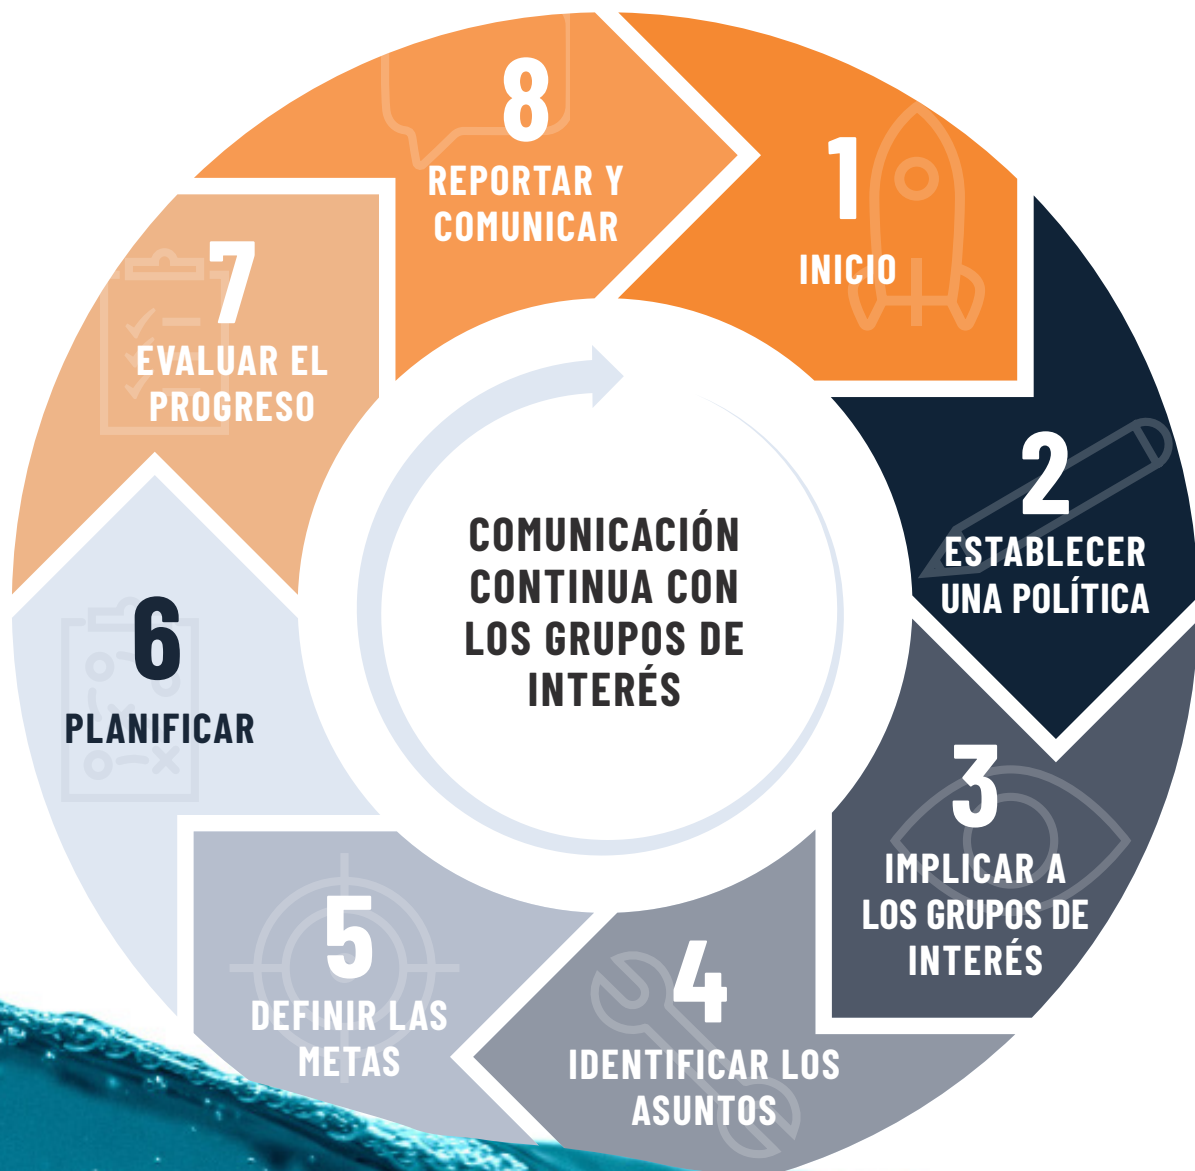 8
REPORTAR Y
COMUNICAR
1
INICIO
2
ESTABLECER
UNA POLÍTICA
3
IMPLICAR A
LOS GRUPOS DE
INTERÉS
4
IDENTIFICAR LOS
ASUNTOS
5
DEFINIR LAS
METAS
6
PLANIFICAR
7
EVALUAR EL
PROGRESO
COMUNICACIÓN
CONTINUA CON
LOS GRUPOS DE
INTERÉS